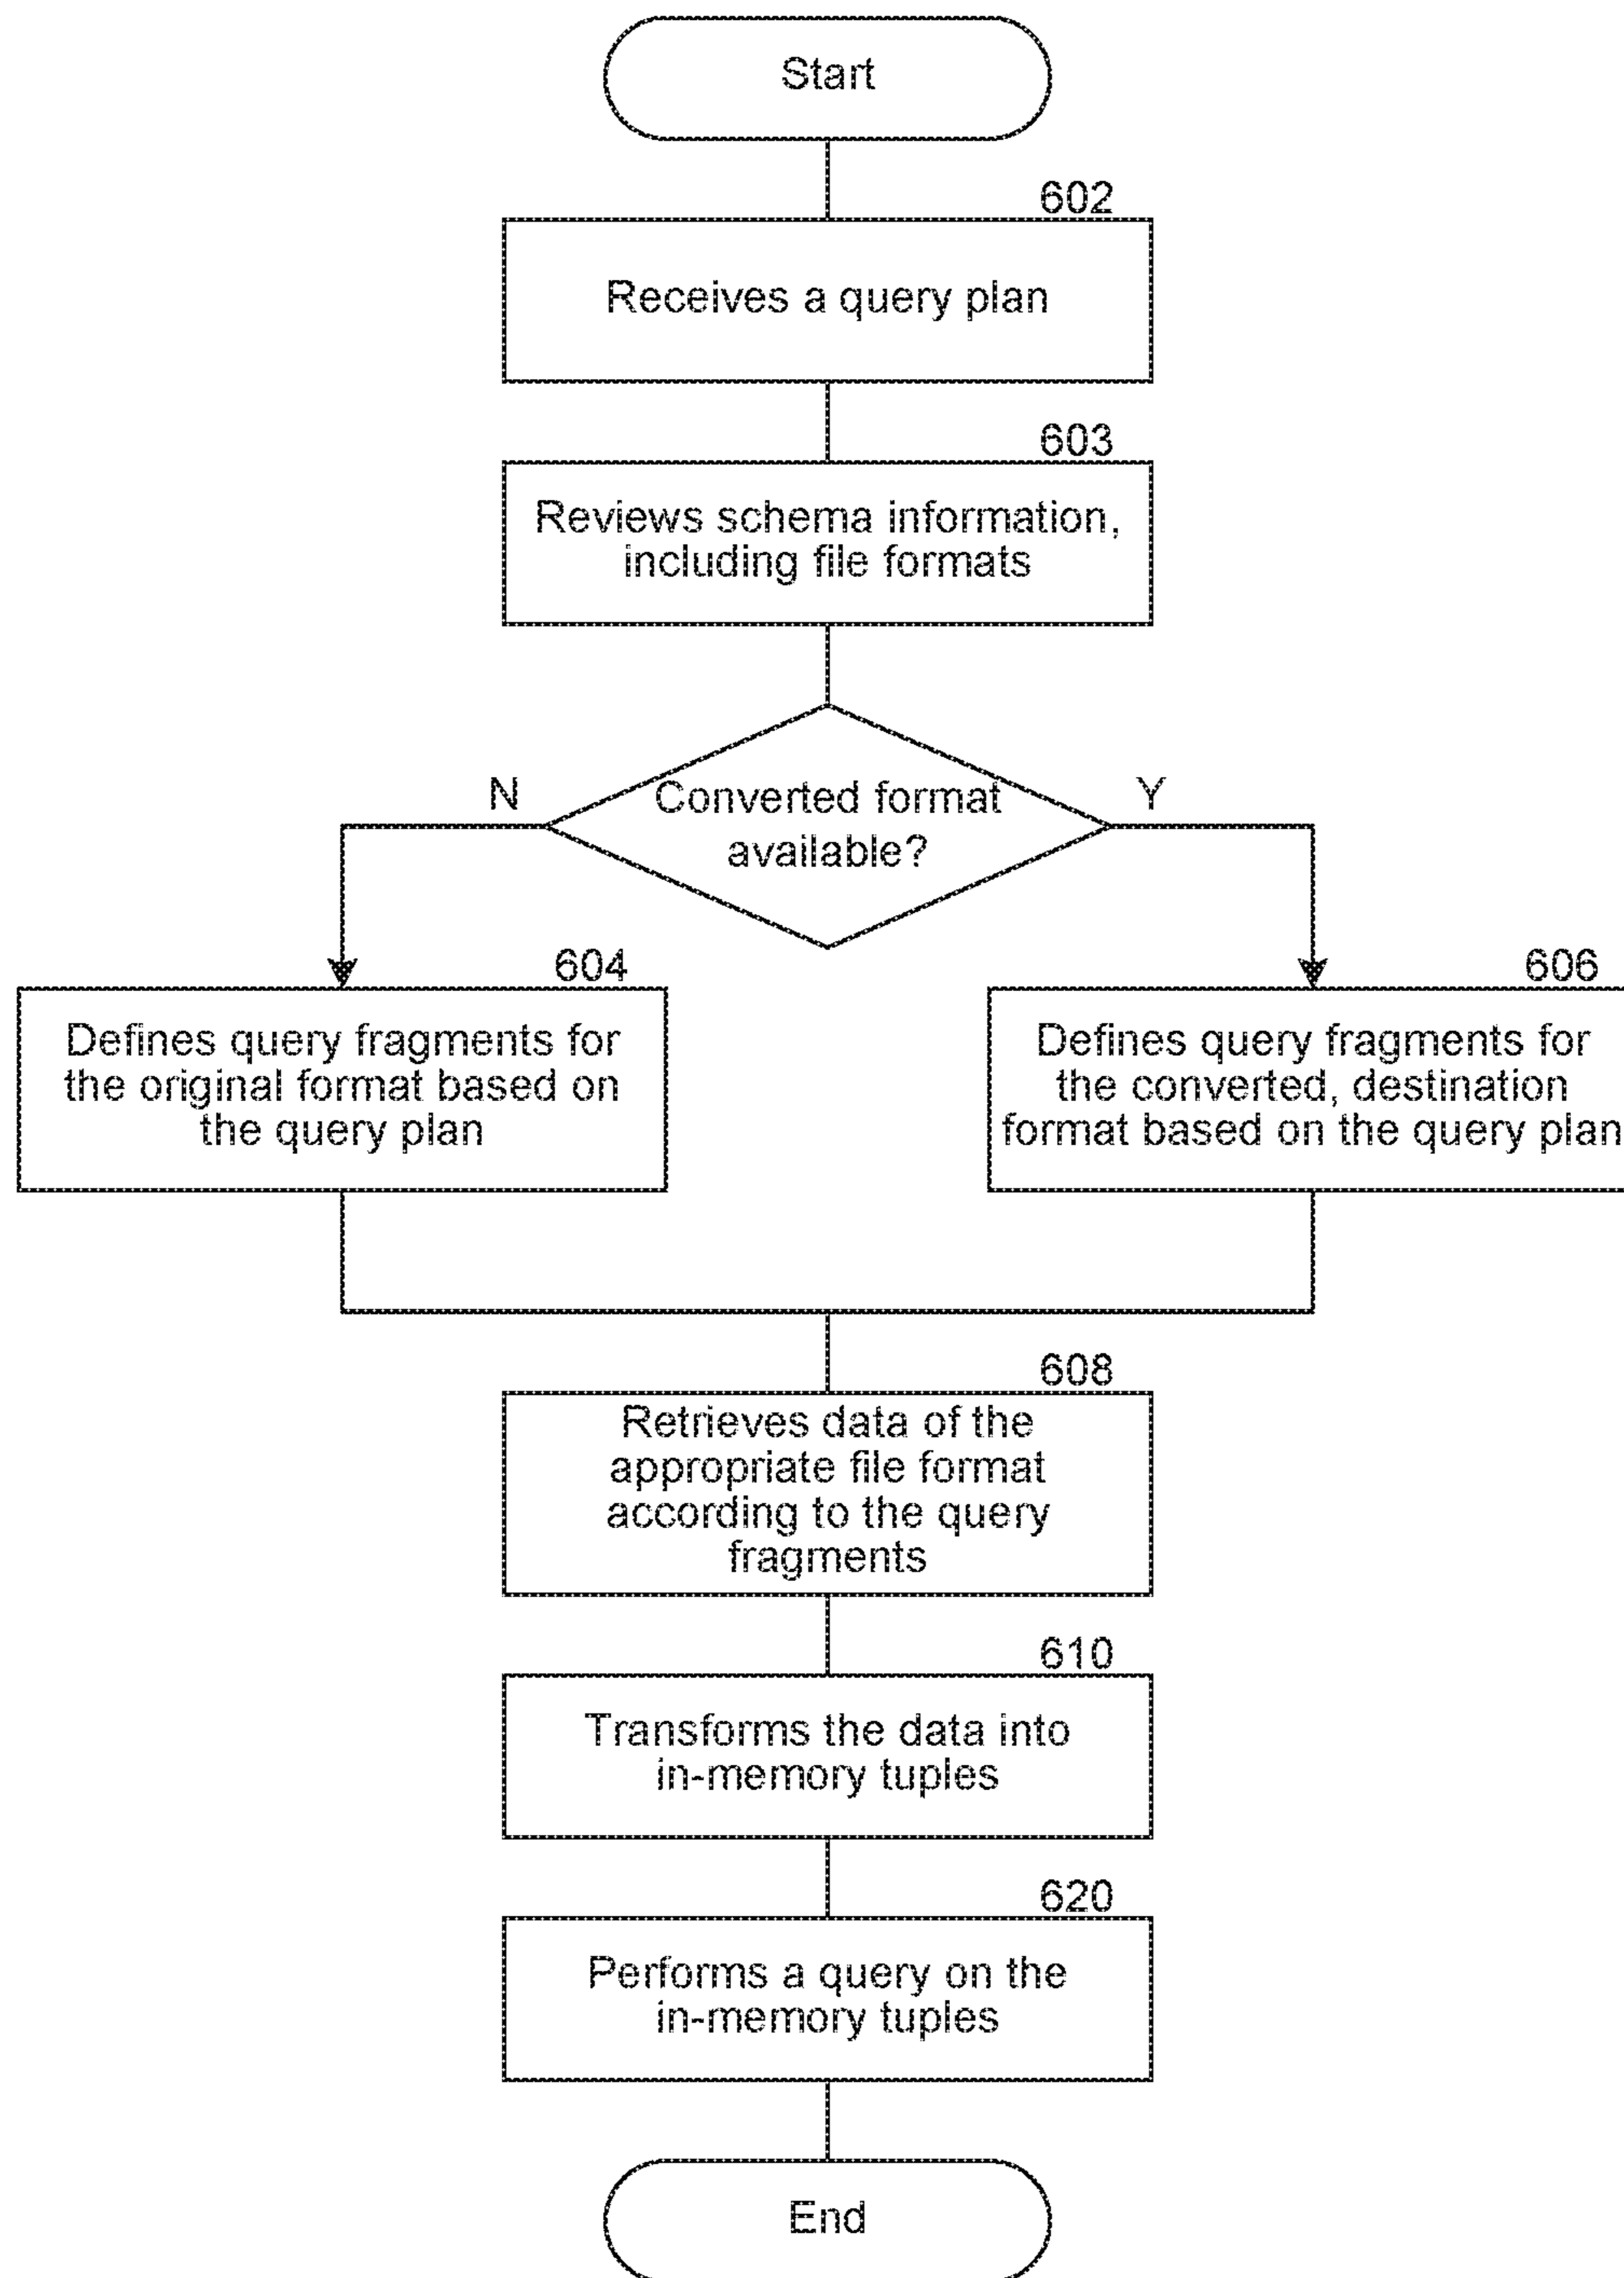 Start
602
Receives a query plan
603
Reviews schema information,
including file formats
N
Converted format
available?
Y
604
Defines query fragments for
the original format based on
the query plan
606
Defines query fragments for
the converted, destination
format based on the query plan
608
Retrieves data of the
appropriate file format
according to the query
fragments
610
Transforms the data into
in-memory tuples
620
Performs a query on the
in-memory tuples
End